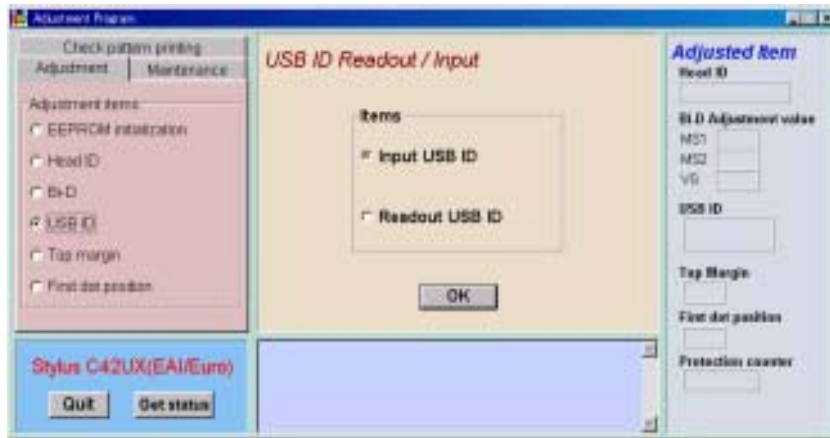 Adjustment Program
Check pattern printing
Adjustment
Maintenance
Adjustment items
EEPROM initialization
Head ID
Bi-D
USB ID
Top margin
First dot position
Stylus C42UX(EAI/Euro)
Quit
Get status
USB ID Readout / Input
Items
Input USB ID
Readout USB ID
OK
Adjusted Item
Head ID
Bi-D Adjustment value
MS1
MS2
VB
USB ID
Top Margin
First dot position
Protection counter